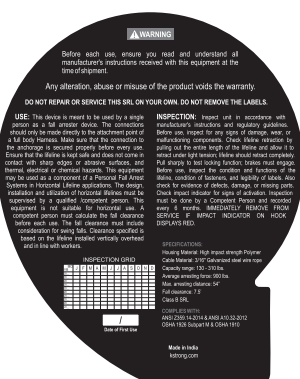 WARNING
Before each use, ensure you read and understand all
manufacturer's instructions received with this equipment at the
time of shipment.
Any alteration, abuse or misuse of the product voids the warranty.
DO NOT REPAIR OR SERVICE THIS SRL ON YOUR OWN. DO NOT REMOVE THE LABELS.
USE: This device is meant to be used by a single
person as a fall arrester device. The connections
should only be made directly to the attachment point of
a full body Harness. Make sure that the connection to
the anchorage is secured properly before every use.
Ensure that the lifeline is kept safe and does not come in
contact with sharp edges or abrasive surfaces, and
thermal, electrical or chemical hazards. This equipment
may be used as a component of a Personal Fall Arrest
Systems in Horizontal Lifeline applications. The design,
installation and utilization of horizontal lifelines must be
supervised by a qualified /competent person. This
equipment is not suitable for horizontal use. A
competent person must calculate the fall clearance
before each use. The fall clearance must include
consideration for swing falls. Clearance specified is
based on the lifeline installed vertically overhead
and in line with workers.
INSPECTION GRID
J F M A M J J A S O N D
/
Date of First Use
INSPECTION: Inspect unit in accordance with
manufacturer's instructions and regulatory guidelines.
Before use, inspect for any signs of damage, wear, or
malfunctioning components. Check lifeline retraction by
pulling out the entire length of the lifeline and allow it to
retract under light tension; lifeline should retract completely.
Pull sharply to test locking function; brakes must engage.
Before use, inspect the condition and functions of the
lifeline, condition of fasteners, and legibility of labels. Also
check for evidence of defects, damage, or missing parts.
Check impact indicator for signs of activation. Inspection
must be done by a Competent Person and recorded
every 6 months. IMMEDIATELY REMOVE FROM
SERVICE IF IMPACT INDICATOR ON HOOK
DISPLAYS RED.
SPECIFICATIONS:
Housing Material: High impact strength Polymer
Cable Material: 3/16" Galvanized steel wire rope
Capacity range: 130 - 310 lbs.
Average arresting force: 900 lbs.
Max. arresting distance: 54"
Fall clearance: 7.5'
Class B SRL
COMPLIES WITH:
ANSI Z359.14-2014 & ANSI A10.32-2012
OSHA 1926 Subpart M & OSHA 1910
Made in India
kstrong.com